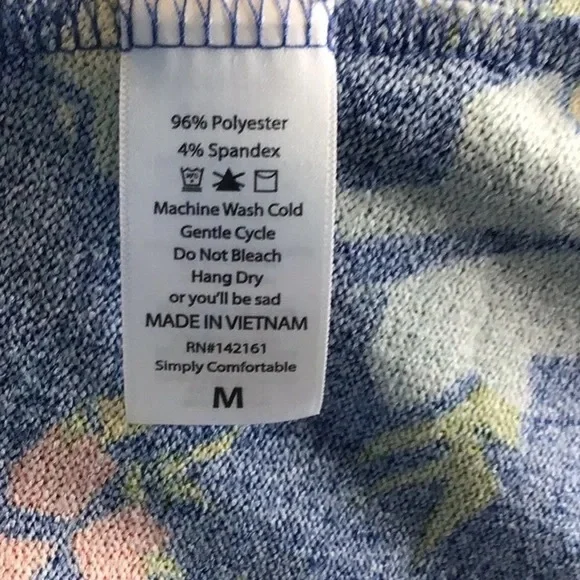 96% Polyester
4% Spandex
Machine Wash Cold
Gentle Cycle
Do Not Bleach
Hang Dry
or you'll be sad
MADE IN VIETNAM
RN#142161
Simply Comfortable
M